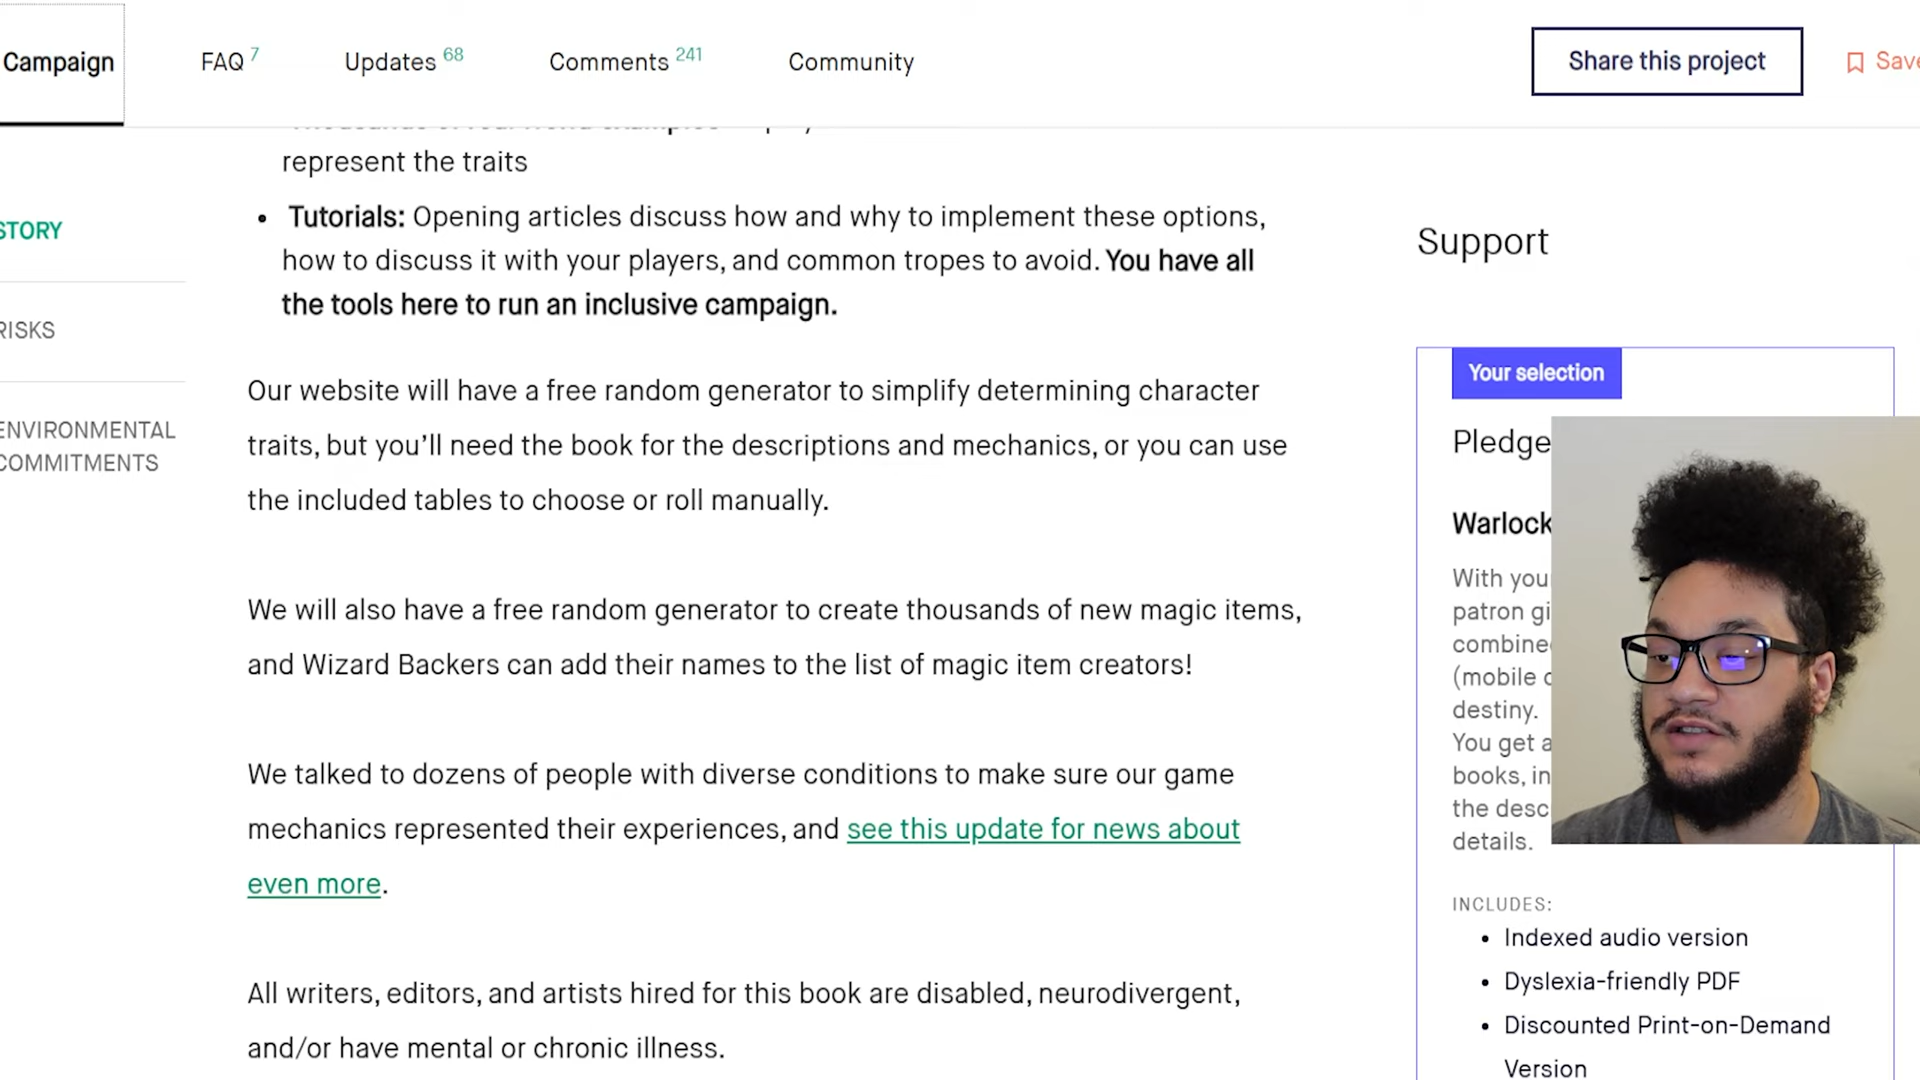 Campaign
FAQ 7
Updates 68
Comments 241
Community
Share this project
Save
STORY
RISKS
ENVIRONMENTAL
COMMITMENTS
represent the traits
• Tutorials: Opening articles discuss how and why to implement these options,
how to discuss it with your players, and common tropes to avoid. You have all
the tools here to run an inclusive campaign.
Our website will have a free random generator to simplify determining character
traits, but you’ll need the book for the descriptions and mechanics, or you can use
the included tables to choose or roll manually.
We will also have a free random generator to create thousands of new magic items,
and Wizard Backers can add their names to the list of magic item creators!
We talked to dozens of people with diverse conditions to make sure our game
mechanics represented their experiences, and see this update for news about
even more.
All writers, editors, and artists hired for this book are disabled, neurodivergent,
and/or have mental or chronic illness.
Support
Your selection
Pledge
Warlock
With you
patron gi
combine
(mobile
destiny.
You get a
books, in
the desc
details.
INCLUDES:
• Indexed audio version
• Dyslexia-friendly PDF
• Discounted Print-on-Demand
Version